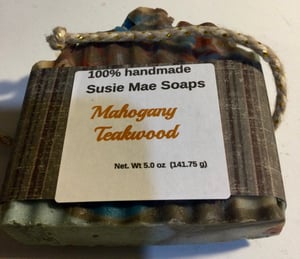 100% handmade
Susie Mae Soaps
Mahogany
Teakwood
Net. Wt 5.0 oz (141.75 g)